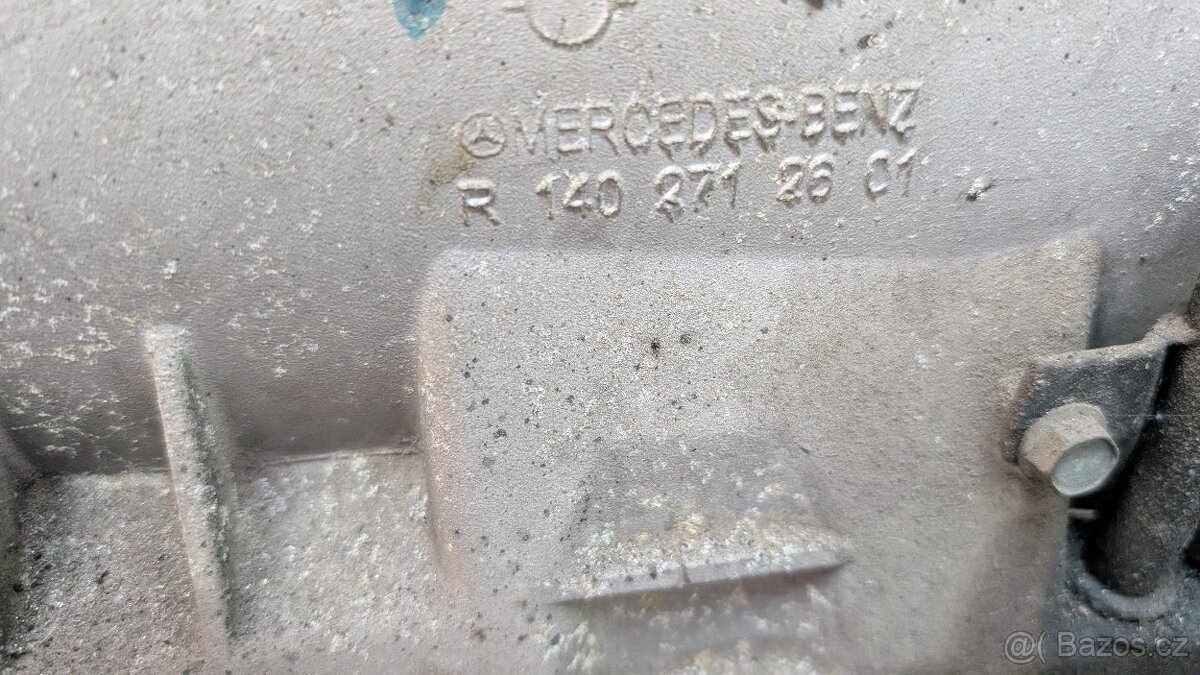 MERCEDES-BENZ
R 140 271 26 01
@( Bazos.cz